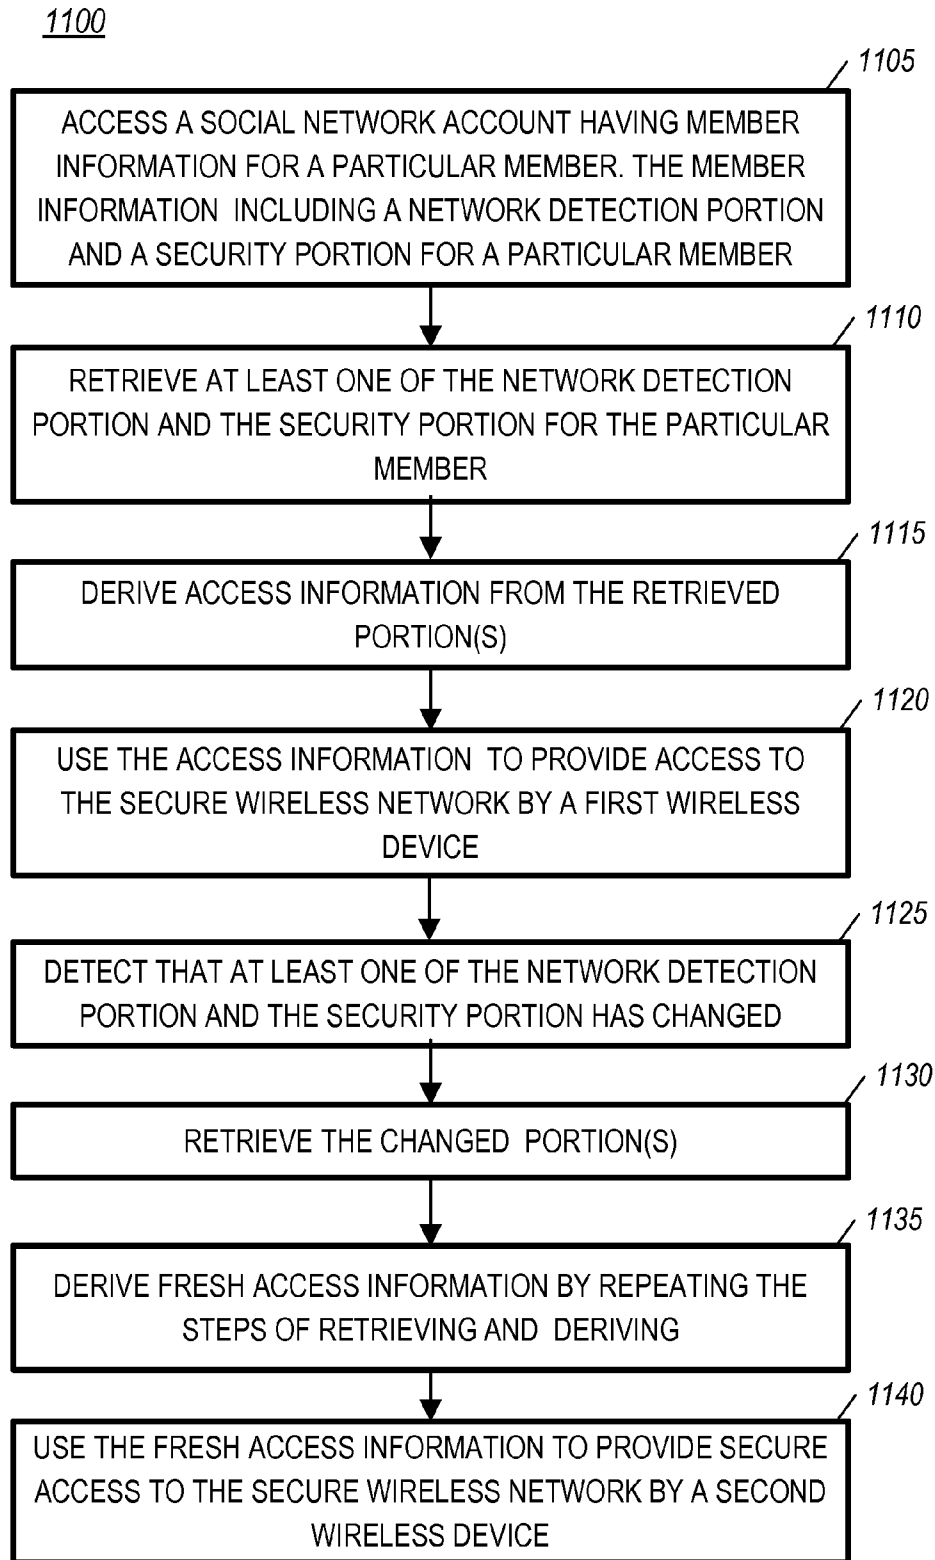 1100
1105
ACCESS A SOCIAL NETWORK ACCOUNT HAVING MEMBER
INFORMATION FOR A PARTICULAR MEMBER. THE MEMBER
INFORMATION INCLUDING A NETWORK DETECTION PORTION
AND A SECURITY PORTION FOR A PARTICULAR MEMBER
1110
RETRIEVE AT LEAST ONE OF THE NETWORK DETECTION
PORTION AND THE SECURITY PORTION FOR THE PARTICULAR
MEMBER
1115
DERIVE ACCESS INFORMATION FROM THE RETRIEVED
PORTION(S)
1120
USE THE ACCESS INFORMATION TO PROVIDE ACCESS TO
THE SECURE WIRELESS NETWORK BY A FIRST WIRELESS
DEVICE
1125
DETECT THAT AT LEAST ONE OF THE NETWORK DETECTION
PORTION AND THE SECURITY PORTION HAS CHANGED
1130
RETRIEVE THE CHANGED PORTION(S)
1135
DERIVE FRESH ACCESS INFORMATION BY REPEATING THE
STEPS OF RETRIEVING AND DERIVING
1140
USE THE FRESH ACCESS INFORMATION TO PROVIDE SECURE
ACCESS TO THE SECURE WIRELESS NETWORK BY A SECOND
WIRELESS DEVICE